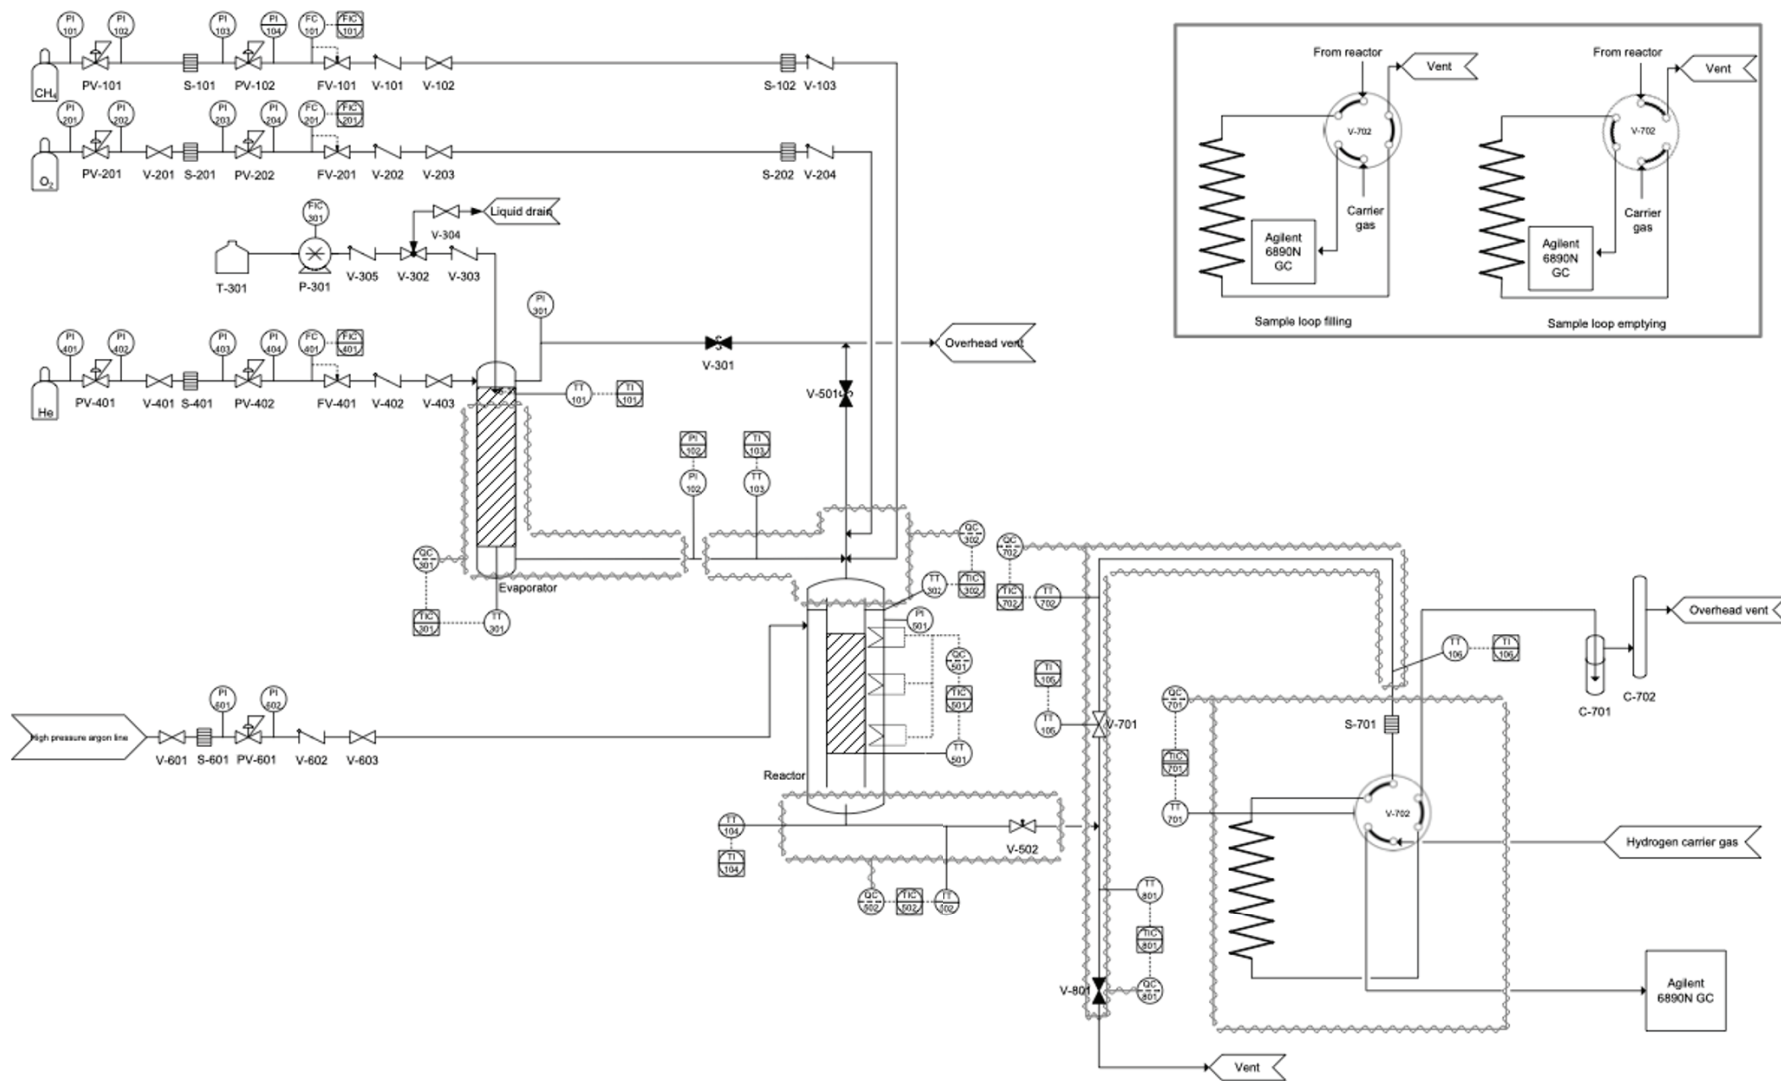 PI 101
PI 102
PI 103
PI 104
FC 101
FIC 101
CH4
PV-101
S-101
PV-102
FV-101
V-101
V-102
S-102
V-103
PI 201
PI 202
PI 203
PI 204
FC 201
FIC 201
O2
PV-201
V-201
S-201
PV-202
FV-201
V-202
V-203
S-202
V-204
FIC 301
Liquid drain
V-304
T-301
P-301
V-305
V-302
V-303
PI 301
V-301
Overhead vent
PI 401
PI 402
PI 403
PI 404
FC 401
FIC 401
He
PV-401
V-401
S-401
PV-402
FV-401
V-402
V-403
TT 101
TI 101
V-501
PI 102
TI 103
PI 102
TT 103
QC 301
Evaporator
TIC 301
TT 301
QC 302
TT 302
TIC 302
PI 501
QC 501
TIC 501
TT 501
High pressure argon line
PI 601
PI 602
V-601
S-601
PV-601
V-602
V-603
Reactor
TT 104
TI 104
V-502
QC 502
TIC 502
TT 502
QC 702
TIC 702
TT 702
TI 105
TT 105
V-701
TT 801
TIC 801
V-801
QC 801
Vent
TT 106
TI 106
QC 701
TIC 701
TT 701
S-701
V-702
C-701
C-702
Overhead vent
Hydrogen carrier gas
Agilent
6890N GC
From reactor
Vent
V-702
Carrier
gas
Agilent
6890N
GC
Sample loop filling
From reactor
Vent
V-702
Carrier
gas
Agilent
6890N
GC
Sample loop emptying